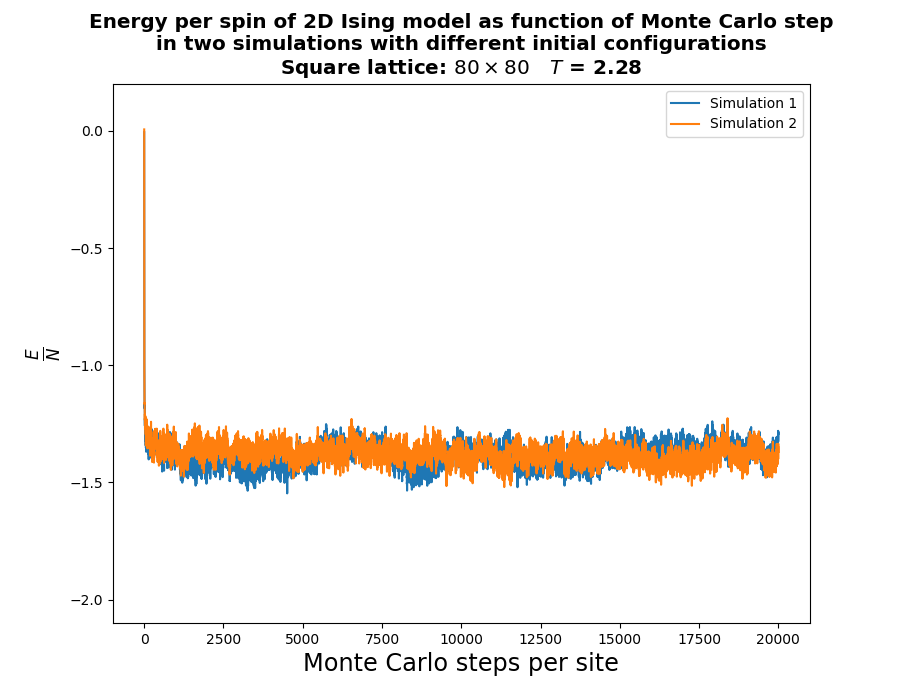 Energy per spin of 2D Ising model as function of Monte Carlo step
in two simulations with different initial configurations
Square lattice: 80 × 80 T = 2.28
Simulation 1
Simulation 2
0.0
−0.5
−1.0
−1.5
−2.0
E
N
0 2500 5000 7500 10000 12500 15000 17500 20000
Monte Carlo steps per site